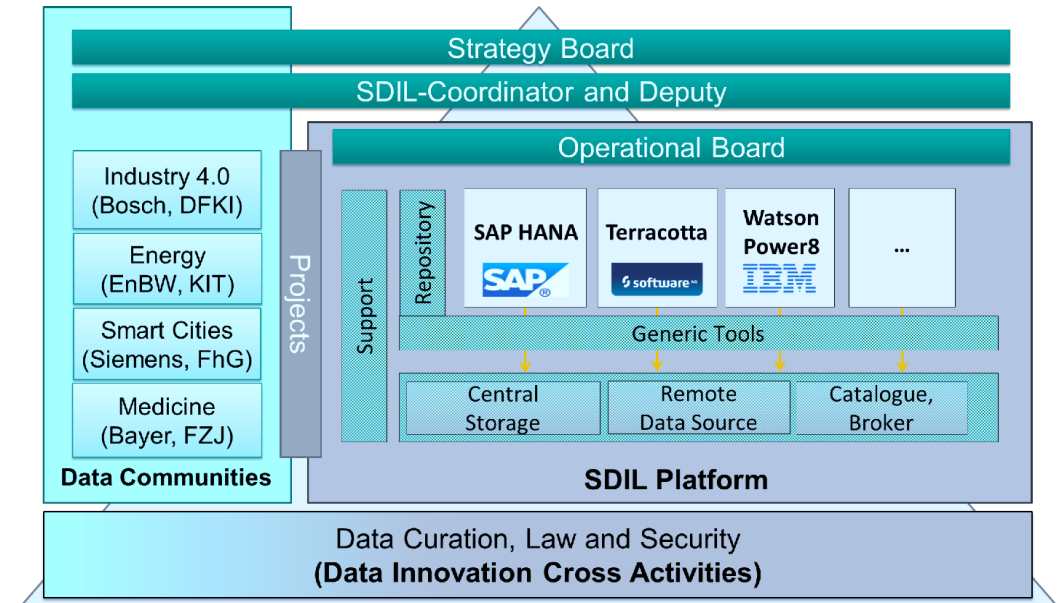 Strategy Board
SDIL-Coordinator and Deputy
Operational Board
Industry 4.0
(Bosch, DFKI)
Energy
(EnBW, KIT)
Smart Cities
(Siemens, FhG)
Medicine
(Bayer, FZJ)
Data Communities
Projects
Support
Repository
SAP HANA
SAP®
Terracotta
software AG
Watson
Power8
IBM
...
Generic Tools
Central
Storage
Remote
Data Source
Catalogue,
Broker
SDIL Platform
Data Curation, Law and Security
(Data Innovation Cross Activities)